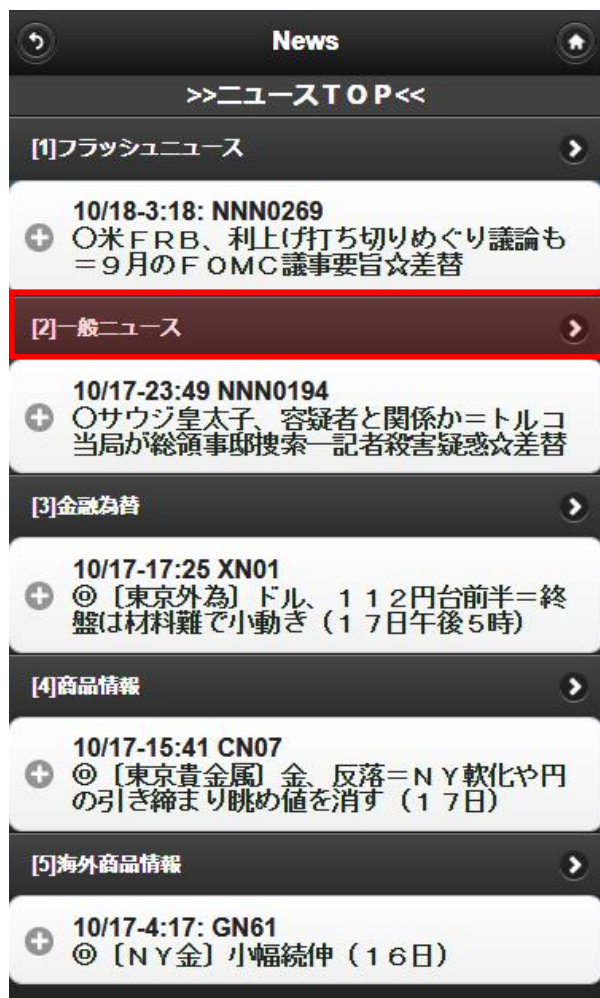 News
>>ニュースTOP<<
[1]フラッシュニュース
10/18-3:18: NNN0269
〇米FRB、利上げ打ち切りめぐり議論も
=9月のFOMC議事要旨☆差替
[2]一般ニュース
10/17-23:49 NNN0194
〇サウジ皇太子、容疑者と関係か=トルコ
当局が総領事邸捜索―記者殺害疑惑☆差替
[3]金融為替
10/17-17:25 XN01
◎〔東京外為〕ドル、112円台前半=終
盤は材料難で小動き(17日午後5時)
[4]商品情報
10/17-15:41 CN07
◎〔東京貴金属〕金、反落=NY軟化や円
の引き締まり眺め値を消す(17日)
[5]海外商品情報
10/17-4:17: GN61
◎〔NY金〕小幅続伸(16日)